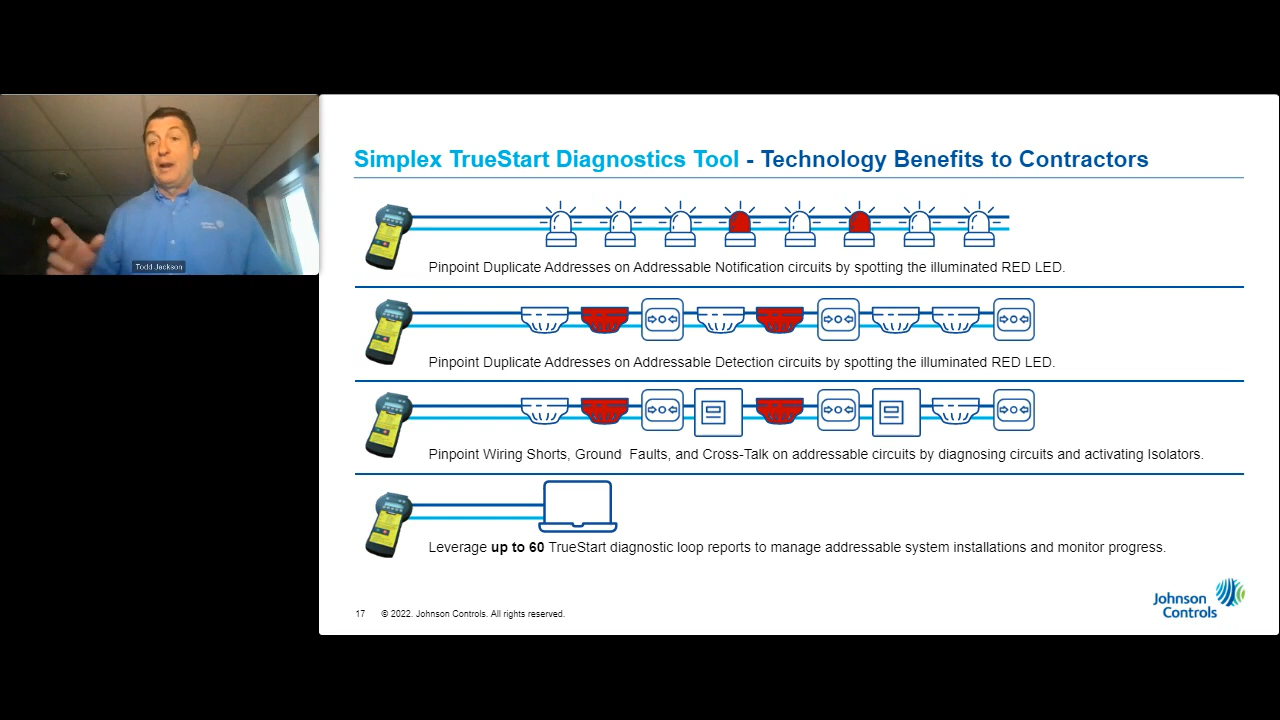 Todd Jackson
Simplex TrueStart Diagnostics Tool - Technology Benefits to Contractors
Pinpoint Duplicate Addresses on Addressable Notification circuits by spotting the illuminated RED LED.
Pinpoint Duplicate Addresses on Addressable Detection circuits by spotting the illuminated RED LED.
Pinpoint Wiring Shorts, Ground  Faults, and Cross-Talk on addressable circuits by diagnosing circuits and activating Isolators.
Leverage up to 60 TrueStart diagnostic loop reports to manage addressable system installations and monitor progress.
17 © 2022. Johnson Controls. All rights reserved.
Johnson
Controls